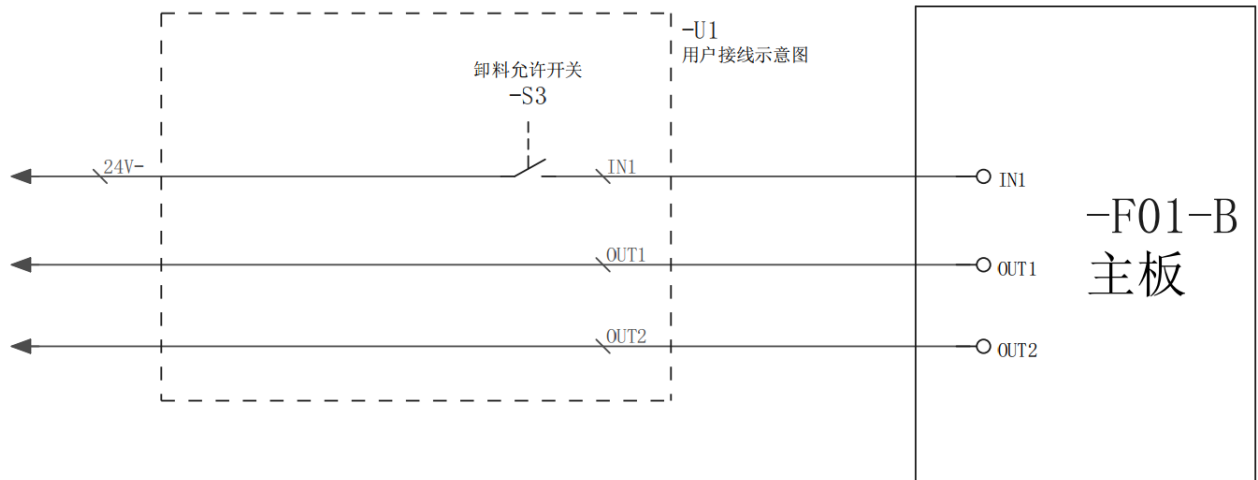 -U1
用户接线示意图
卸料允许开关
-S3
24V-
IN1
IN1
-F01-B
主板
OUT1
OUT1
OUT2
OUT2